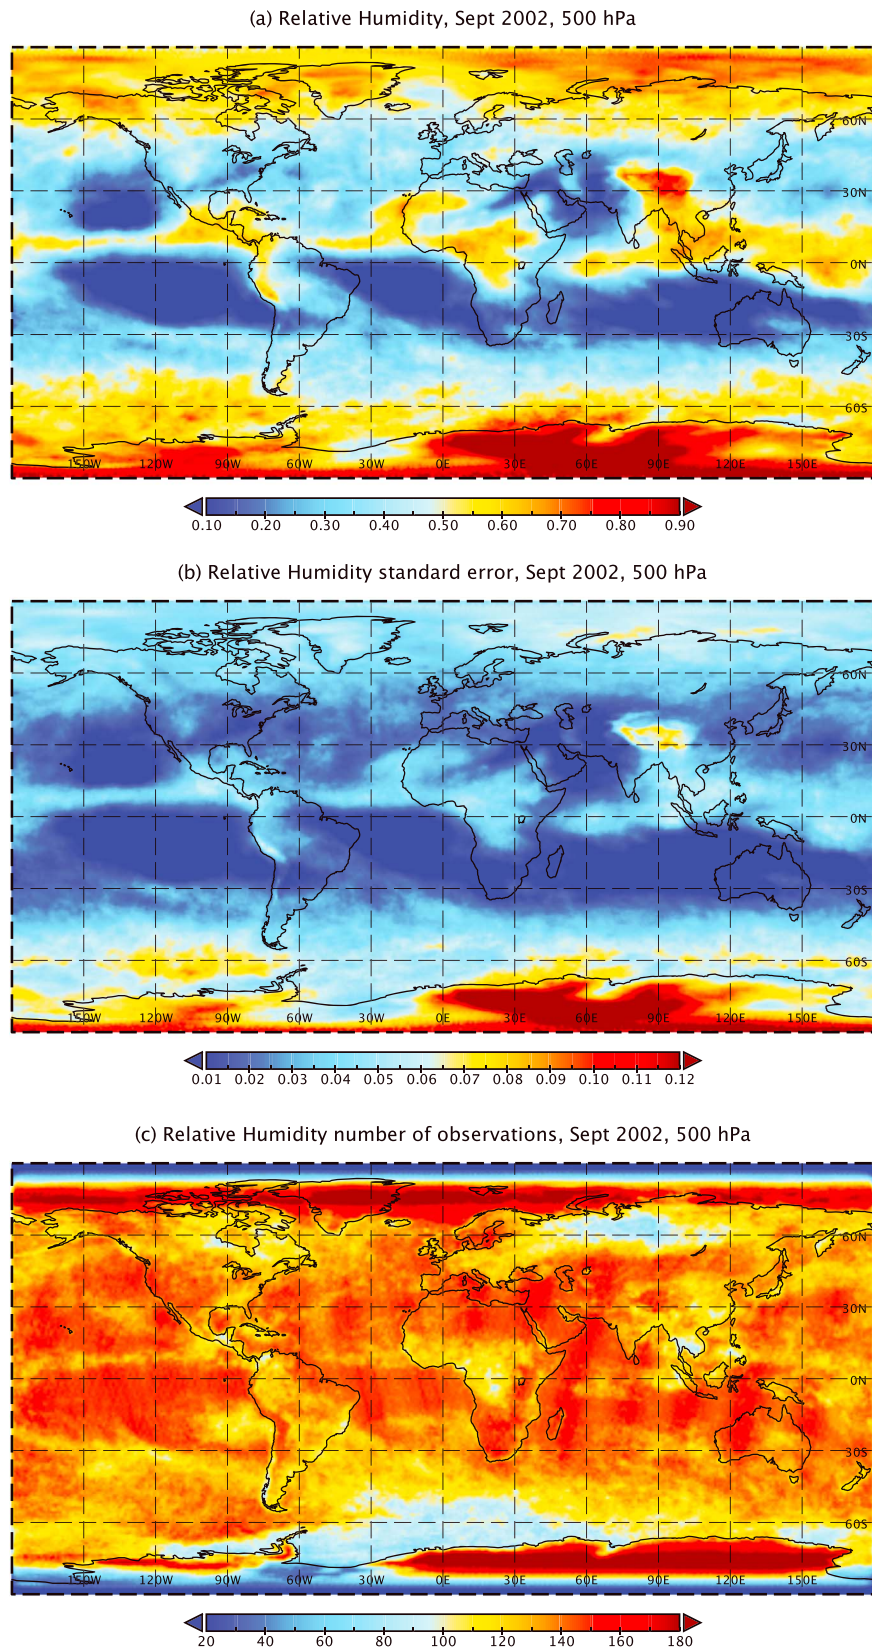 (a) Relative Humidity, Sept 2002, 500 hPa
60N
30N
0N
30S
60S
150W 120W 90W 60W 30W 0E 30E 60E 90E 120E 150E
0.10 0.20 0.30 0.40 0.50 0.60 0.70 0.80 0.90
(b) Relative Humidity standard error, Sept 2002, 500 hPa
60N
30N
0N
30S
60S
150W 120W 90W 60W 30W 0E 30E 60E 90E 120E 150E
0.01 0.02 0.03 0.04 0.05 0.06 0.07 0.08 0.09 0.10 0.11 0.12
(c) Relative Humidity number of observations, Sept 2002, 500 hPa
60N
30N
0N
30S
60S
150W 120W 90W 60W 30W 0E 30E 60E 90E 120E 150E
20 40 60 80 100 120 140 160 180